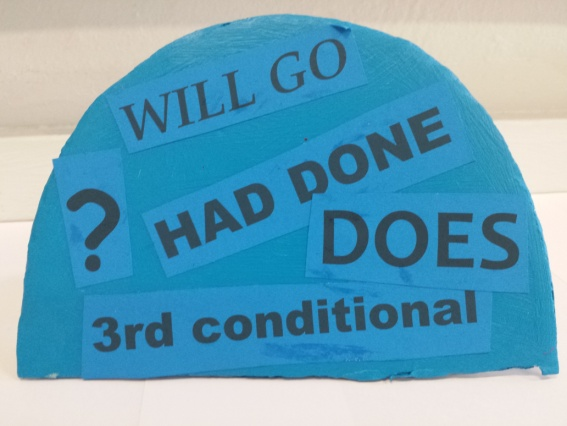 WILL GO
HAD DONE
?
DOES
3rd conditional